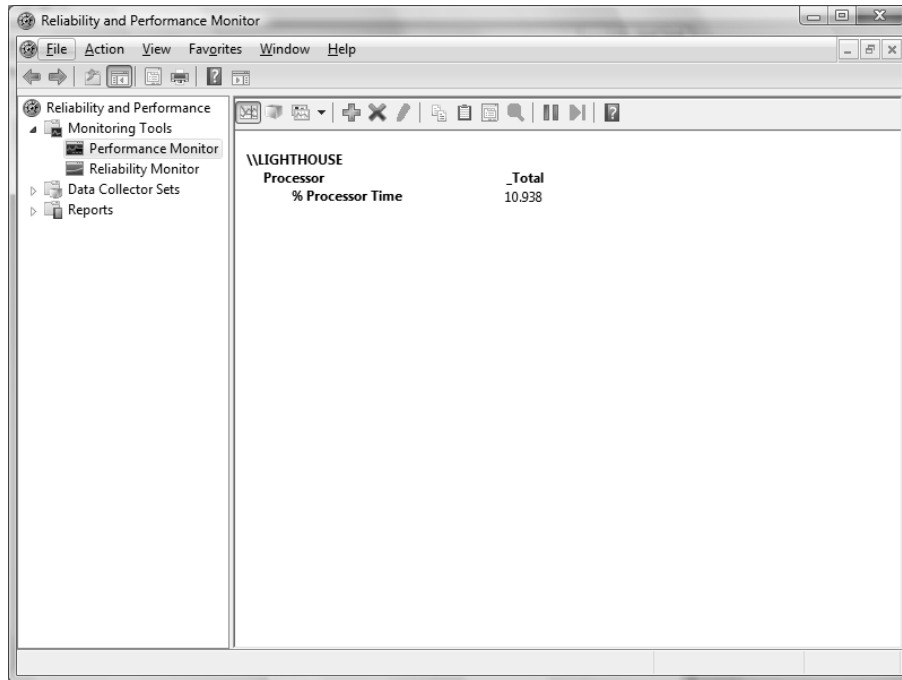 Reliability and Performance Monitor
File Action View Favorites Window Help
Reliability and Performance
Monitoring Tools
Performance Monitor
Reliability Monitor
Data Collector Sets
Reports
\\LIGHTHOUSE
Processor _Total
% Processor Time 10.938